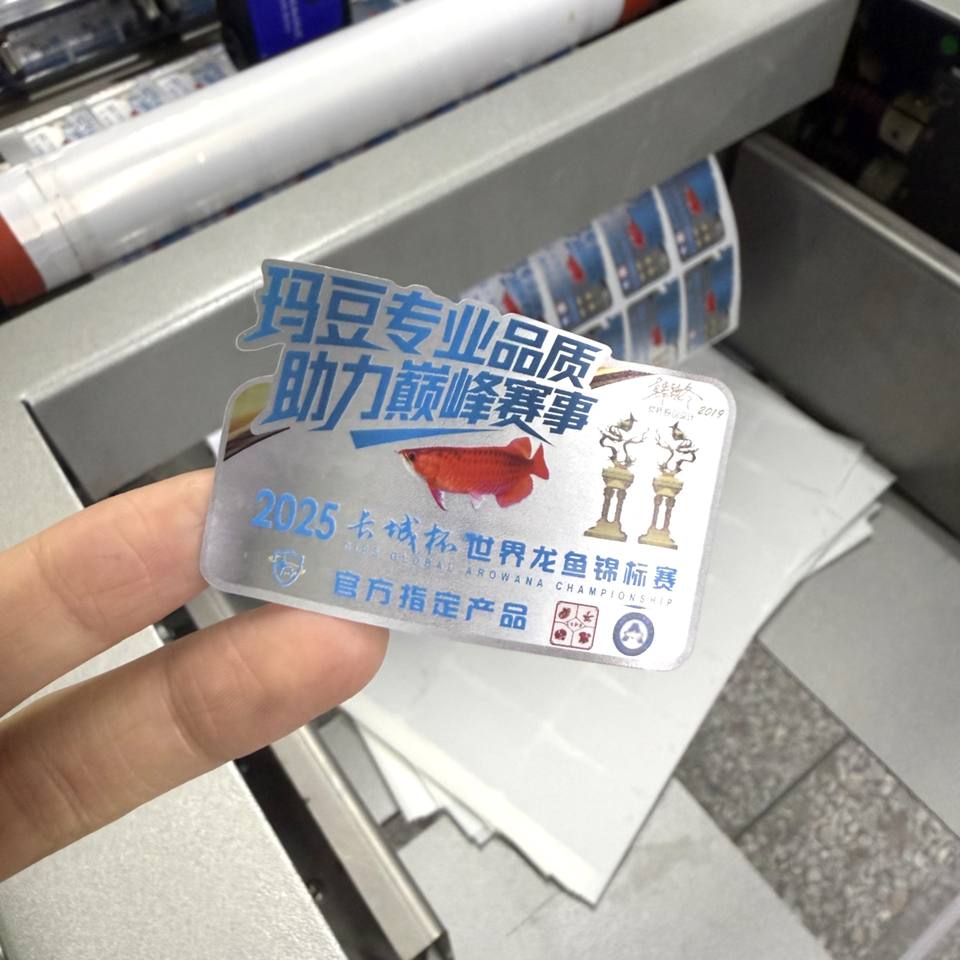 玛豆专业品质
助力巅峰赛事
2019
2025 长城杯 世界龙鱼锦标赛
GLOBAL AROWANA CHAMPIONSHIP
官方指定产品